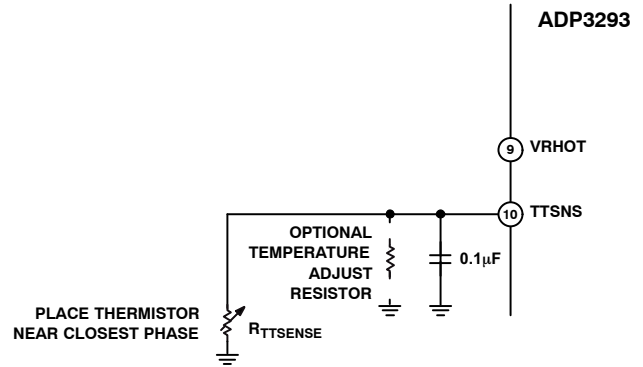 ADP3293
9 VRHOT
10 TTSNS
OPTIONAL
TEMPERATURE
ADJUST
RESISTOR
0.1μF
PLACE THERMISTOR
NEAR CLOSEST PHASE
RTTSENSE